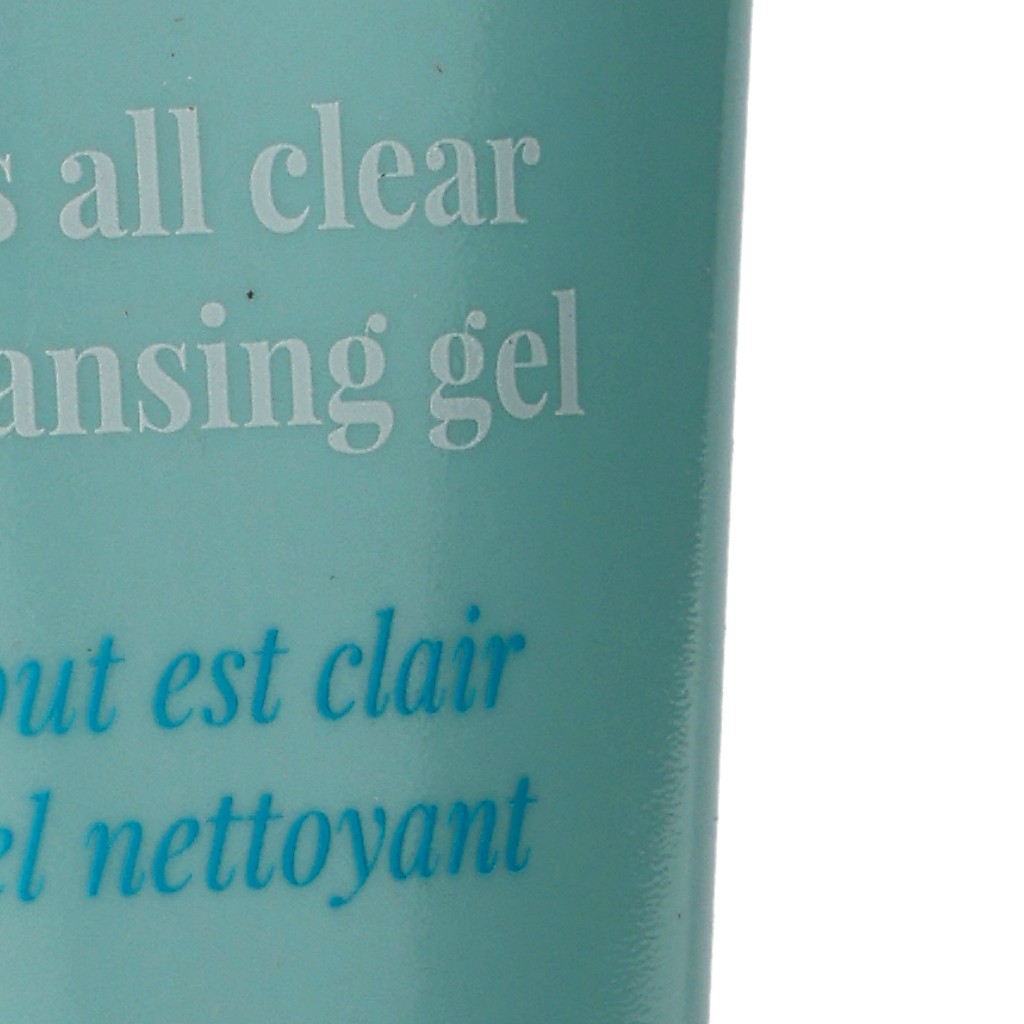 s all clear
ansing gel
out est clair
el nettoyant